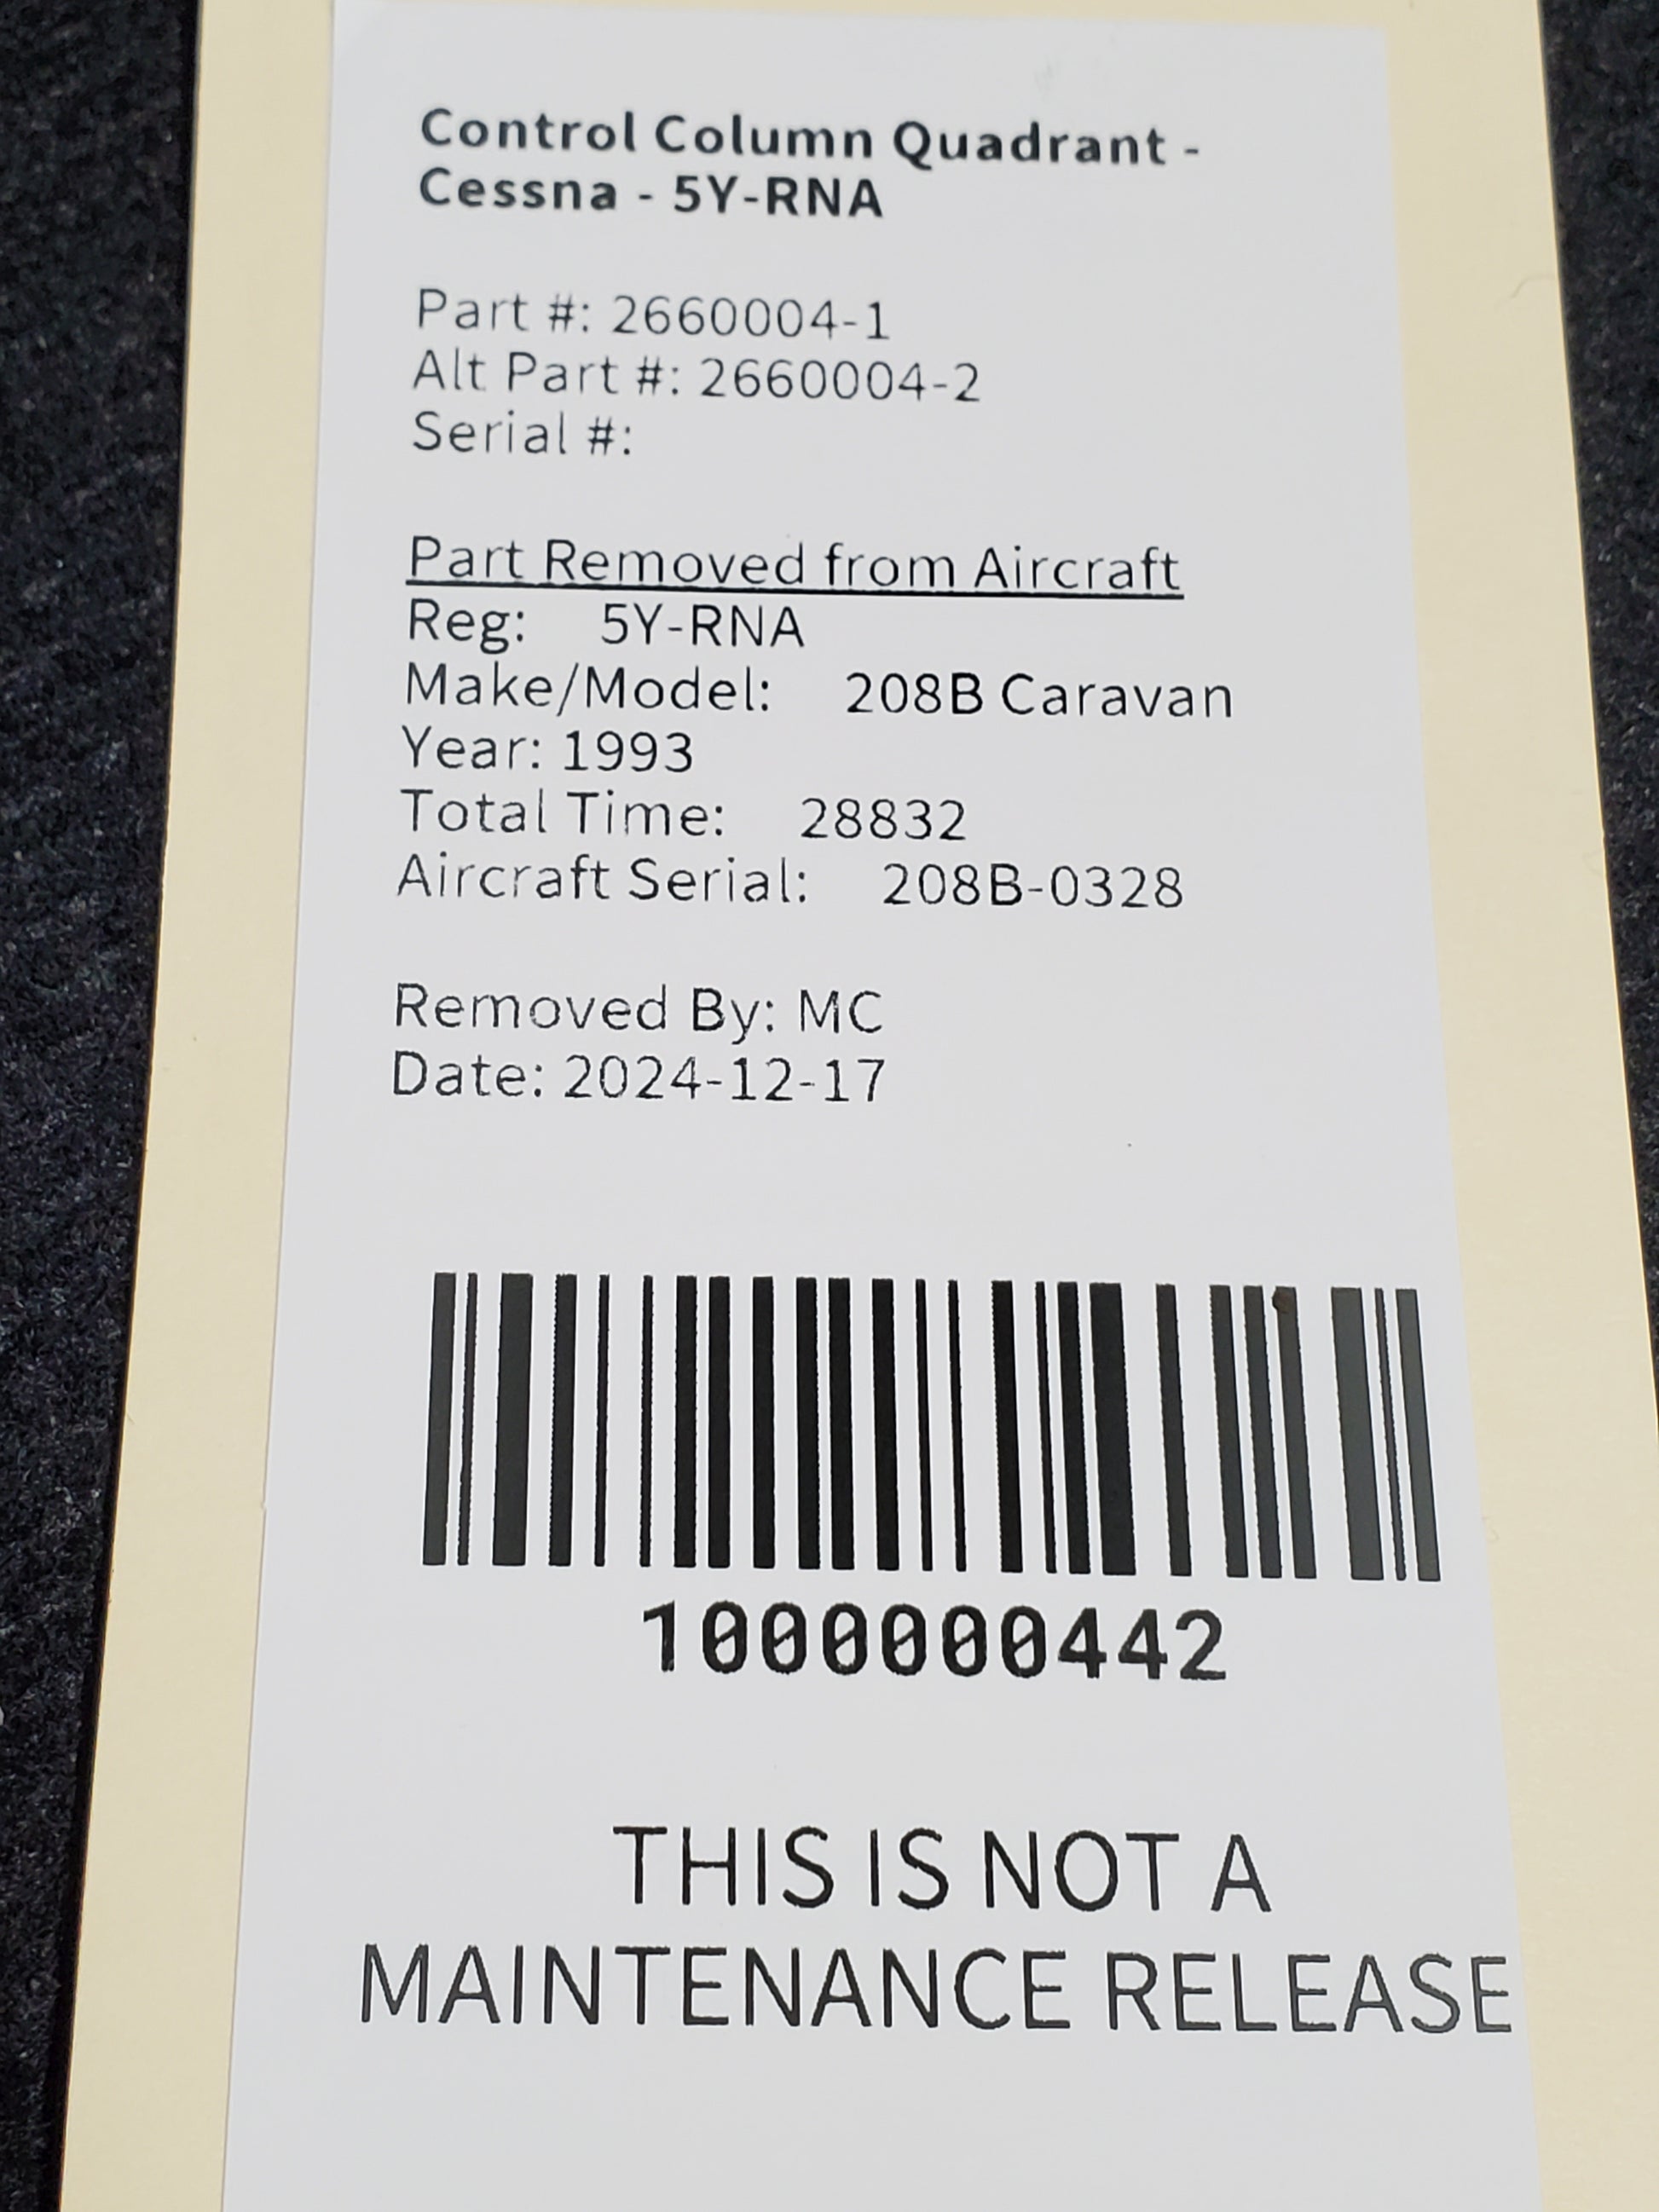 Control Column Quadrant -
Cessna - 5Y-RNA
Part #: 2660004-1
Alt Part #: 2660004-2
Serial #:
Part Removed from Aircraft
Reg: 5Y-RNA
Make/Model: 208B Caravan
Year: 1993
Total Time: 28832
Aircraft Serial: 208B-0328
Removed By: MC
Date: 2024-12-17
1000000442
THIS IS NOT A
MAINTENANCE RELEASE